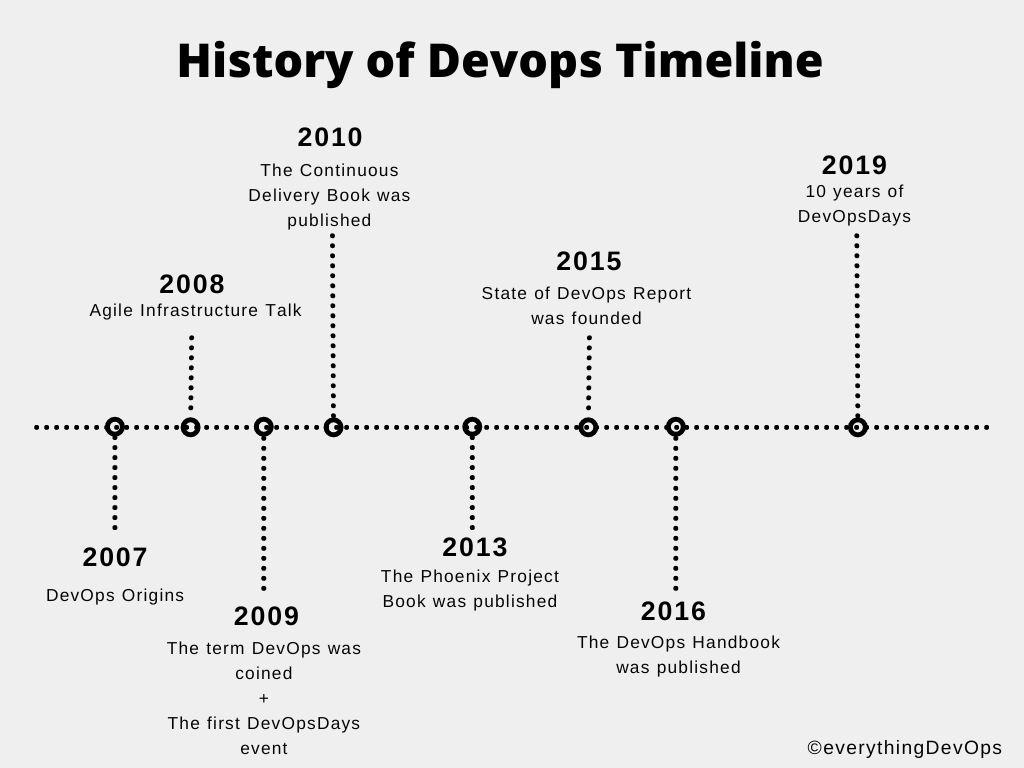 History of Devops Timeline
2010
The Continuous
Delivery Book was
published
2019
10 years of
DevOpsDays
2015
State of DevOps Report
was founded
2008
Agile Infrastructure Talk
2007
DevOps Origins
2009
The term DevOps was
coined
+
The first DevOpsDays
event
2013
The Phoenix Project
Book was published
2016
The DevOps Handbook
was published
©everythingDevOps